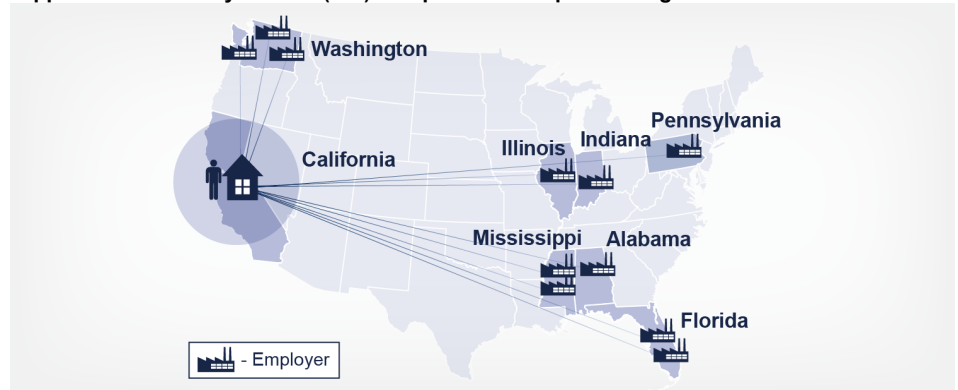 Washington
Pennsylvania
Indiana
Illinois
California
Mississippi
Alabama
Florida
- Employer